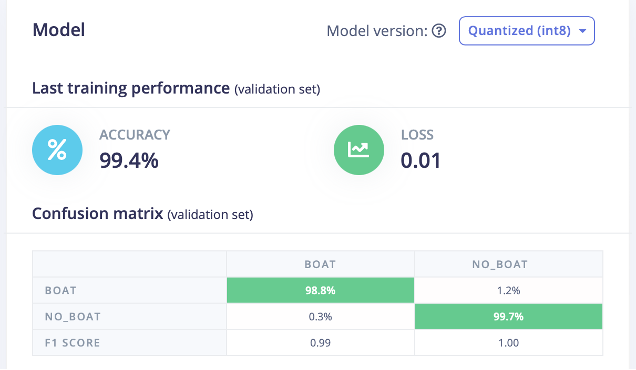 Model
Model version: ? Quantized (int8)
Last training performance (validation set)
% ACCURACY LOSS
99.4% 0.01
Confusion matrix (validation set)
BOAT NO_BOAT
BOAT 98.8% 1.2%
NO_BOAT 0.3% 99.7%
F1 SCORE 0.99 1.00